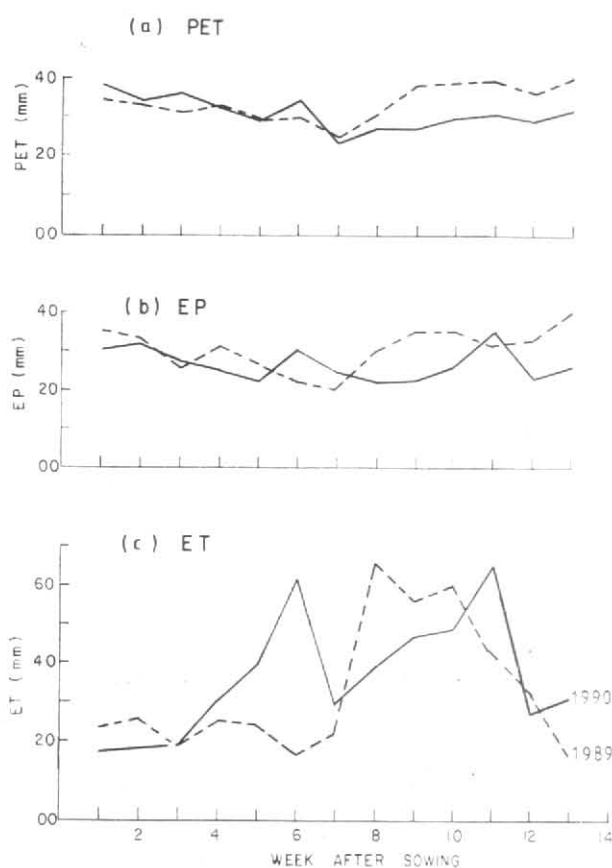 (a) PET
40
20
00
PET (mm)
(b) EP
40
20
00
EP (mm)
(c) ET
60
40
20
00
ET (mm)
1990
1989
2 4 6 8 10 12 14
WEEK AFTER SOWING